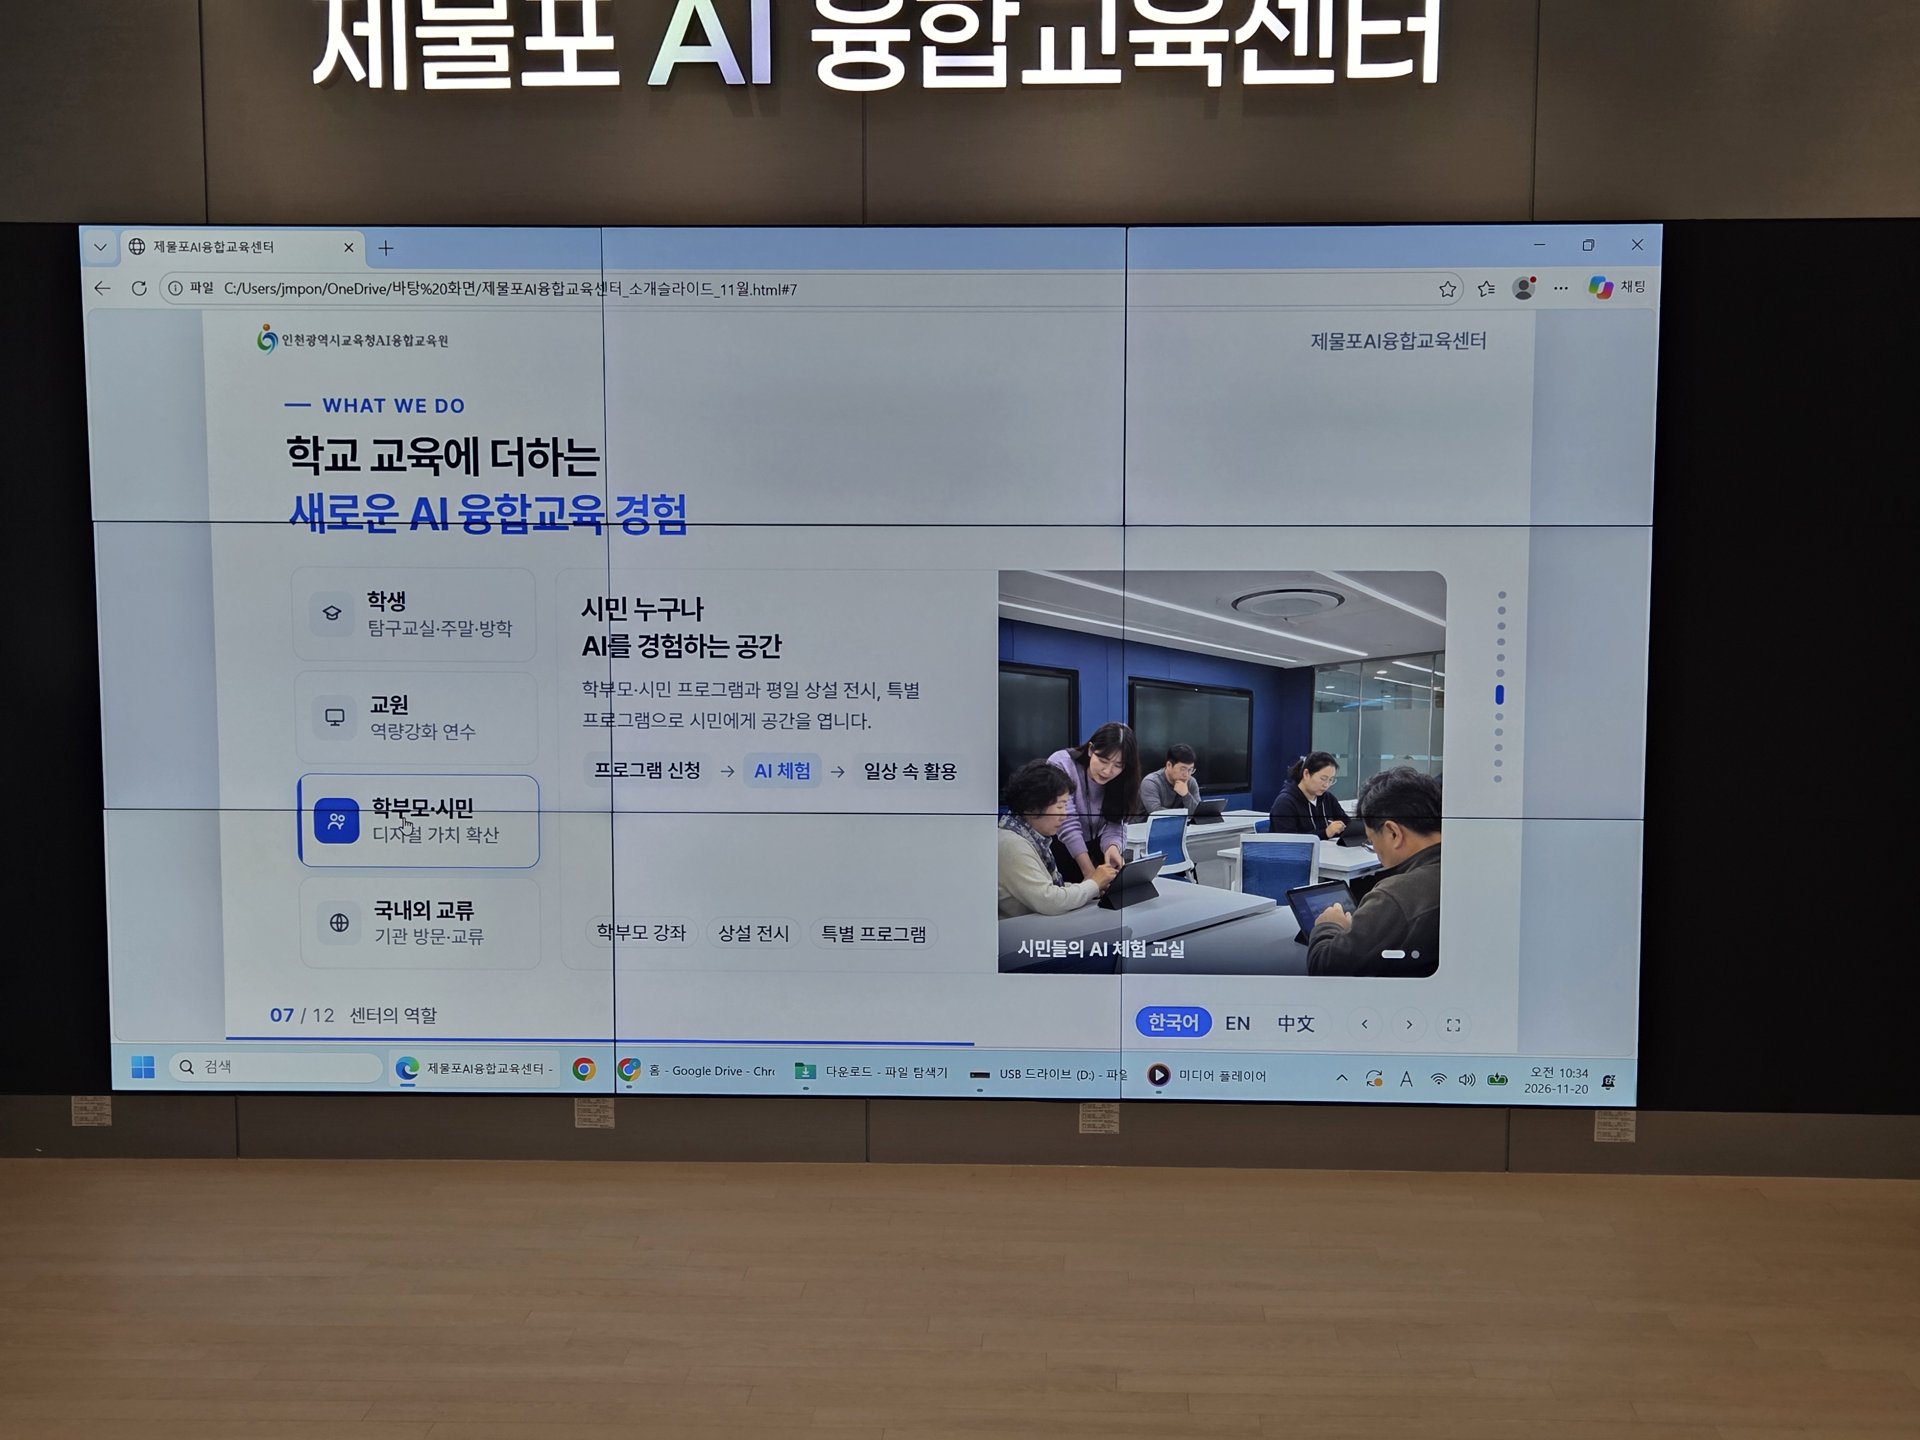 제물포 AI 융합교육센터
제물포AI융합교육센터
파일 C:/Users/jmpon/OneDrive/바탕%20화면/제물포AI융합교육센터_소개슬라이드_11월.html#7
채팅
인천광역시교육청AI융합교육원
제물포AI융합교육센터
WHAT WE DO
학교 교육에 더하는
새로운 AI 융합교육 경험
학생
탐구교실·주말·방학
교원
역량강화 연수
학부모·시민
디지털 가치 확산
국내외 교류
기관 방문·교류
시민 누구나
AI를 경험하는 공간
학부모·시민 프로그램과 평일 상설 전시, 특별
프로그램으로 시민에게 공간을 엽니다.
프로그램 신청 → AI 체험 → 일상 속 활용
학부모 강좌 상설 전시 특별 프로그램
시민들의 AI 체험 교실
07 / 12 센터의 역할
한국어 EN 中文
검색
제물포AI융합교육센터 -
홈 - Google Drive - Chrc
다운로드 - 파일 탐색기
USB 드라이브 (D:) - 파일
미디어 플레이어
A
오전 10:34
2026-11-20